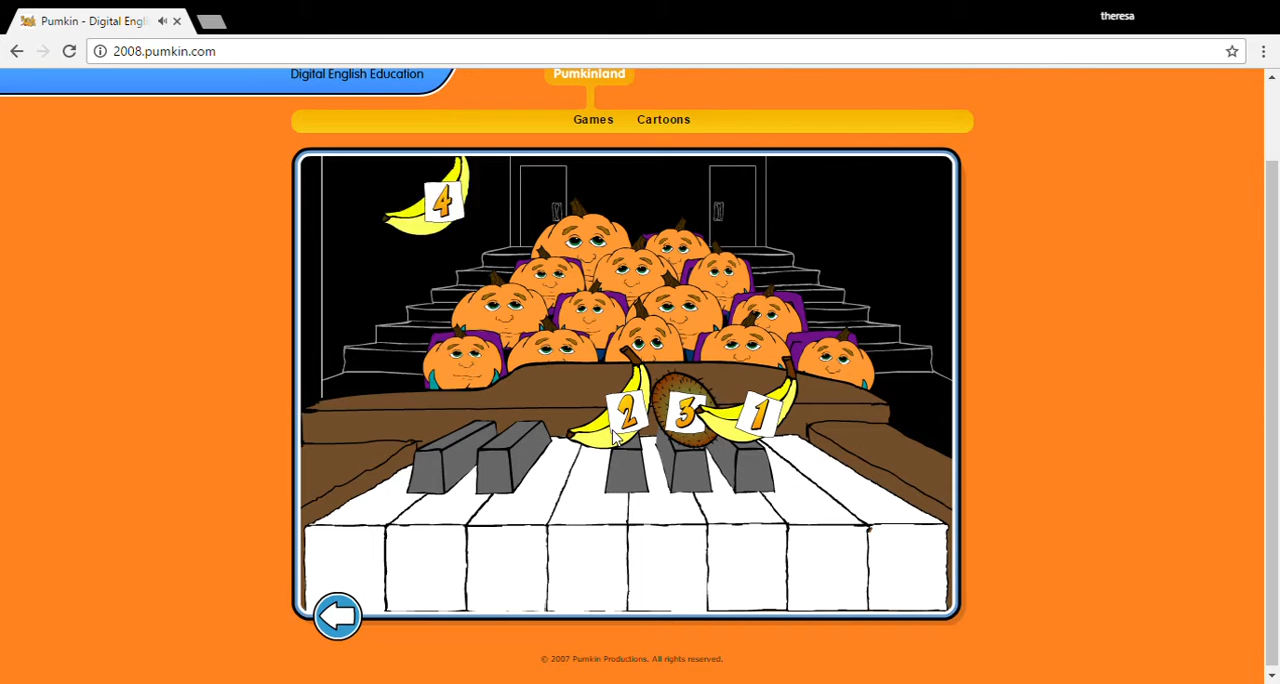 theresa
Pumkin - Digital Engli
2008.pumkin.com
Digital English Education
Pumkinland
Games Cartoons
4
2 3 1
© 2007 Pumkin Productions. All rights reserved.